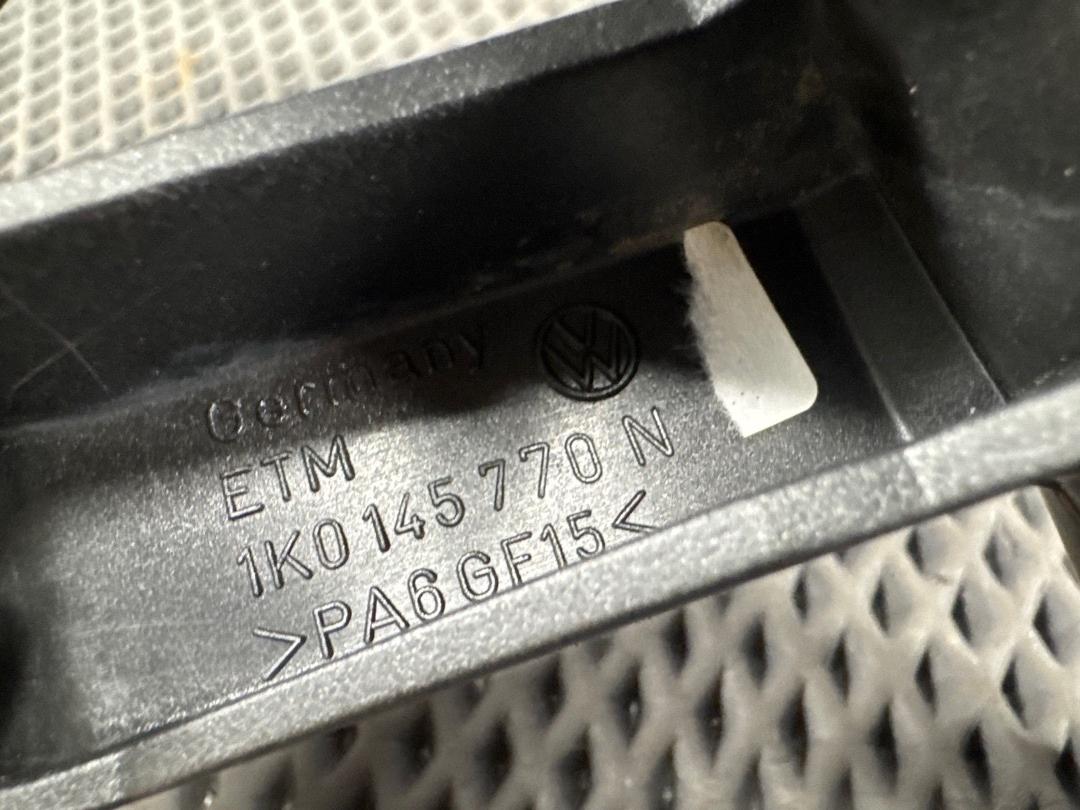 Germany
ETM
1K0 145 770 N
>PA6 GF15<